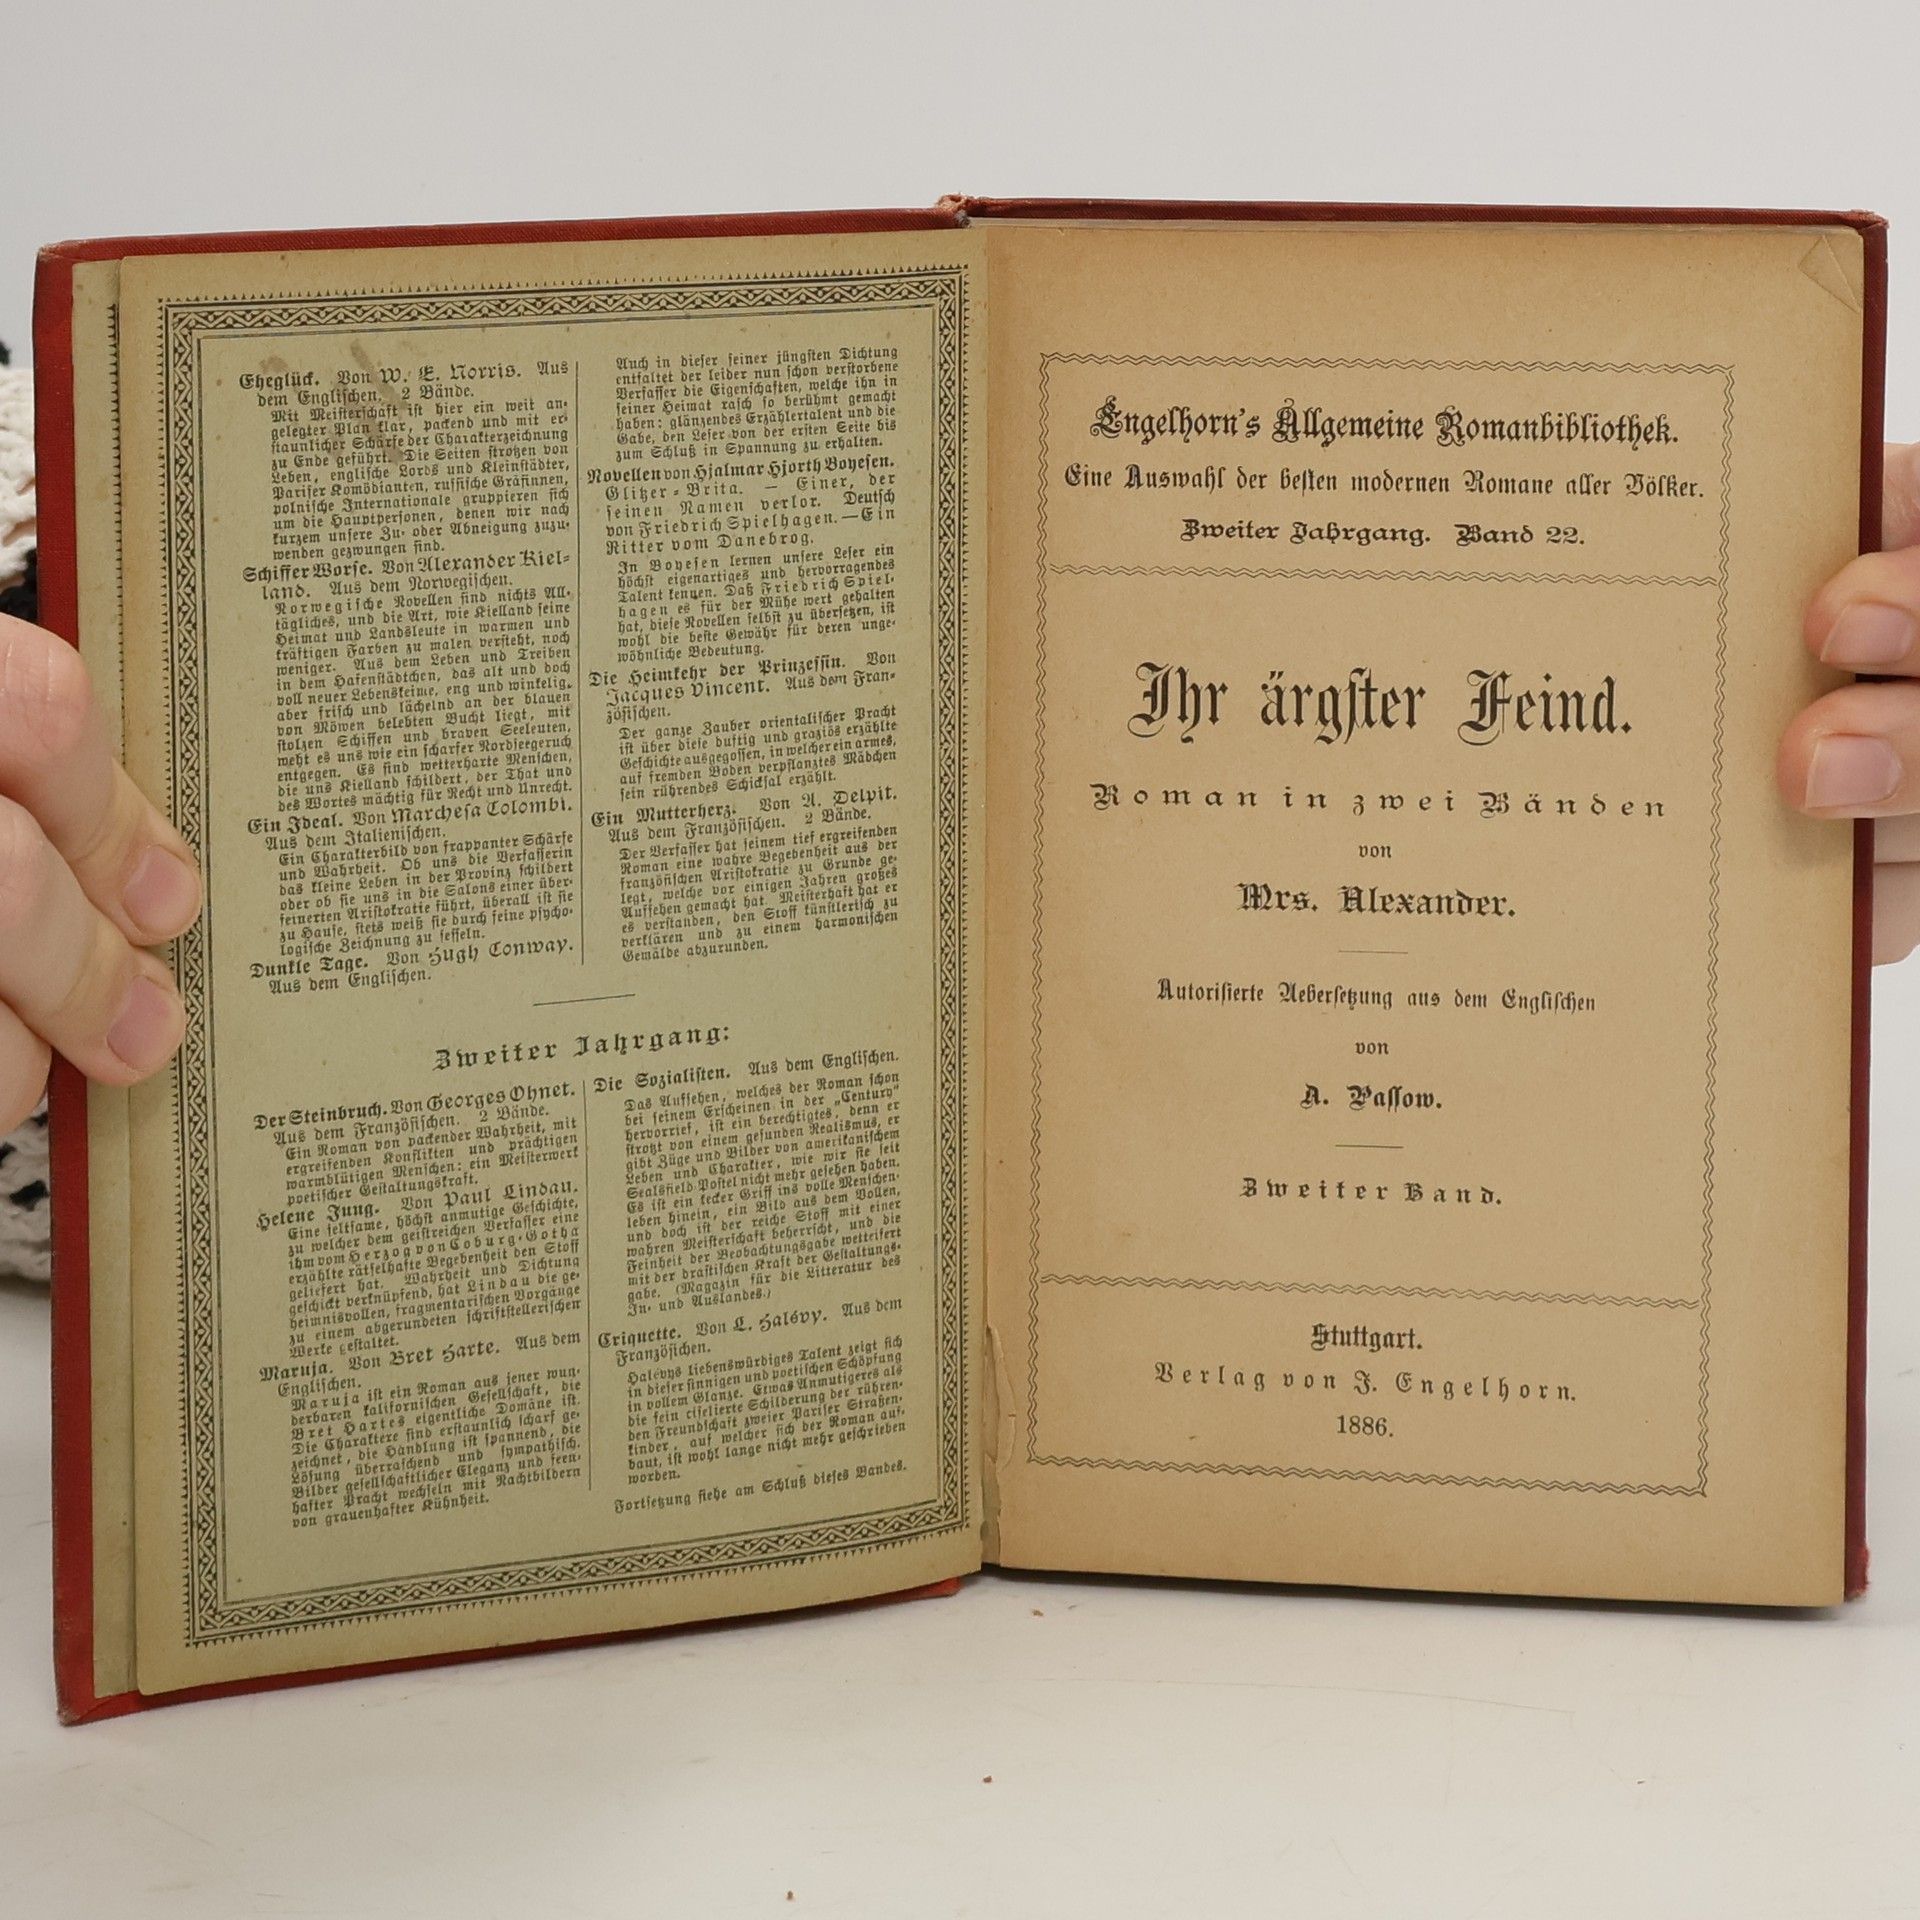 Eheglück. Von W. E. Norris. Aus
dem Englischen. 2 Bände.
Mit Meisterschaft ist hier ein weit an-
gelegter Plan klar, packend und mit er-
staunlicher Schärfe der Charakterzeichnung
zu Ende geführt. Die Seiten strotzen von
Leben, englische Lords und Kleinstädter,
Pariser Komödianten, russische Gräfinnen,
polnische Internationale gruppieren sich
um die Hauptpersonen, denen wir nach
kurzem unsere Zu- oder Abneigung zuzu-
wenden gezwungen sind.
Schiffer Worse. Von Alexander Kiel-
land. Aus dem Norwegischen.
Norwegische Novellen sind nichts All-
tägliches, und die Art, wie Kielland seine
Heimat und Landsleute in warmen und
kräftigen Farben zu malen versteht, noch
weniger. Aus dem Leben und Treiben
in dem Hafenstädtchen, das alt und doch
voll neuer Lebenskeime, eng und winkelig,
aber frisch und lächelnd an der blauen
von Möwen belebten Bucht liegt, mit
stolzen Schiffen und braven Seeleuten,
weht es uns wie ein scharfer Nordseegeruch
entgegen. Es sind wetterharte Menschen,
die uns Kielland schildert, der That und
des Wortes mächtig für Recht und Unrecht.
Ein Ideal. Von Marchesa Colombi.
Aus dem Italienischen.
Ein Charakterbild von frappanter Schärfe
und Wahrheit. Ob uns die Verfasserin
das kleine Leben in der Provinz schildert
oder ob sie uns in die Salons einer über-
feinerten Aristokratie führt, überall ist sie
zu Hause, stets weiß sie durch feine psycho-
logische Zeichnung zu fesseln.
Dunkle Tage. Von Hugh Conway.
Aus dem Englischen.
Auch in dieser seiner jüngsten Dichtung
entfaltet der leider nun schon verstorbene
Verfasser die Eigenschaften, welche ihn in
seiner Heimat rasch so berühmt gemacht
haben: glänzendes Erzählertalent und die
Gabe, den Leser von der ersten Seite bis
zum Schluß in Spannung zu erhalten.
Novellen von Hjalmar Hjorth Boyesen.
Glitzer-Brita. — Einer, der
seinen Namen verlor. Deutsch
von Friedrich Spielhagen. — Ein
Ritter vom Danebrog.
In Boyesen lernen unsere Leser ein
höchst eigenartiges und hervorragendes
Talent kennen. Daß Friedrich Spiel-
hagen es für der Mühe wert gehalten
hat, diese Novellen selbst zu übersetzen, ist
wohl die beste Gewähr für deren unge-
wöhnliche Bedeutung.
Die Heimkehr der Prinzessin. Von
Jacques Vincent. Aus dem Fran-
zösischen.
Der ganze Zauber orientalischer Pracht
ist über diese duftig und graziös erzählte
Geschichte ausgegossen, in welcher ein armes,
auf fremden Boden verpflanztes Mädchen
sein rührendes Schicksal erzählt.
Ein Mutterherz. Von A. Delpit.
Aus dem Französischen. 2 Bände.
Der Verfasser hat seinem tief ergreifenden
Roman eine wahre Begebenheit aus der
französischen Aristokratie zu Grunde ge-
legt, welche vor einigen Jahren großes
Aufsehen gemacht hat. Meisterhaft hat er
es verstanden, den Stoff künstlerisch zu
verklären und zu einem harmonischen
Gemälde abzurunden.
Zweiter Jahrgang:
Der Steinbruch. Von Georges Ohnet.
Aus dem Französischen. 2 Bände.
Ein Roman von packender Wahrheit, mit
ergreifenden Konflikten und prächtigen
warmblütigen Menschen: ein Meisterwerk
poetischer Gestaltungskraft.
Helene Jung. Von Paul Lindau.
Eine seltsame, höchst anmutige Geschichte,
zu welcher dem geistreichen Verfasser eine
ihm vom Herzog von Coburg-Gotha
erzählte rätselhafte Begebenheit den Stoff
geliefert hat. Wahrheit und Dichtung
geschickt verknüpfend, hat Lindau die ge-
heimnisvollen, fragmentarischen Vorgänge
zu einem abgerundeten schriftstellerischen
Werke gestaltet.
Maruja. Von Bret Harte. Aus dem
Englischen.
Maruja ist ein Roman aus jener wun-
derbaren kalifornischen Gesellschaft, die
Bret Hartes eigentliche Domäne ist.
Die Charaktere sind erstaunlich scharf ge-
zeichnet, die Handlung ist spannend, die
Lösung überraschend und sympathisch.
Bilder gesellschaftlicher Eleganz und feen-
hafter Pracht wechseln mit Nachtbildern
von grauenhafter Kühnheit.
Die Sozialisten. Aus dem Englischen.
Das Aufsehen, welches der Roman schon
bei seinem Erscheinen in der „Century“
hervorrief, ist ein berechtigtes, denn er
strotzt von einem gesunden Realismus, er
gibt Züge und Bilder von amerikanischem
Leben und Charakter, wie wir sie seit
Sealsfield-Postel nicht mehr gesehen haben.
Es ist ein kecker Griff ins volle Menschen-
leben hinein, ein Bild aus dem Vollen,
und doch ist der reiche Stoff mit einer
wahren Meisterschaft beherrscht, und die
Feinheit der Beobachtungsgabe wetteifert
mit der drastischen Kraft der Gestaltungs-
gabe. (Magazin für die Litteratur des
In- und Auslandes.)
Criquette. Von L. Halévy. Aus dem
Französichen.
Halévys liebenswürdiges Talent zeigt sich
in dieser sinnigen und poetischen Schöpfung
in vollem Glanze. Etwas Anmutigeres als
die fein ciselierte Schilderung der rühren-
den Freundschaft zweier Pariser Straßen-
kinder, auf welcher sich der Roman auf-
baut, ist wohl lange nicht mehr geschrieben
worden.
Fortsetzung siehe am Schluß dieses Bandes.
Engelhorn's Allgemeine Romanbibliothek.
Eine Auswahl der besten modernen Romane aller Völker.
Zweiter Jahrgang. Band 22.
Ihr ärgster Feind.
Roman in zwei Bänden
von
Mrs. Alexander.
Autorisierte Uebersetzung aus dem Englischen
von
A. Passow.
Zweiter Band.
Stuttgart.
Verlag von J. Engelhorn.
1886.